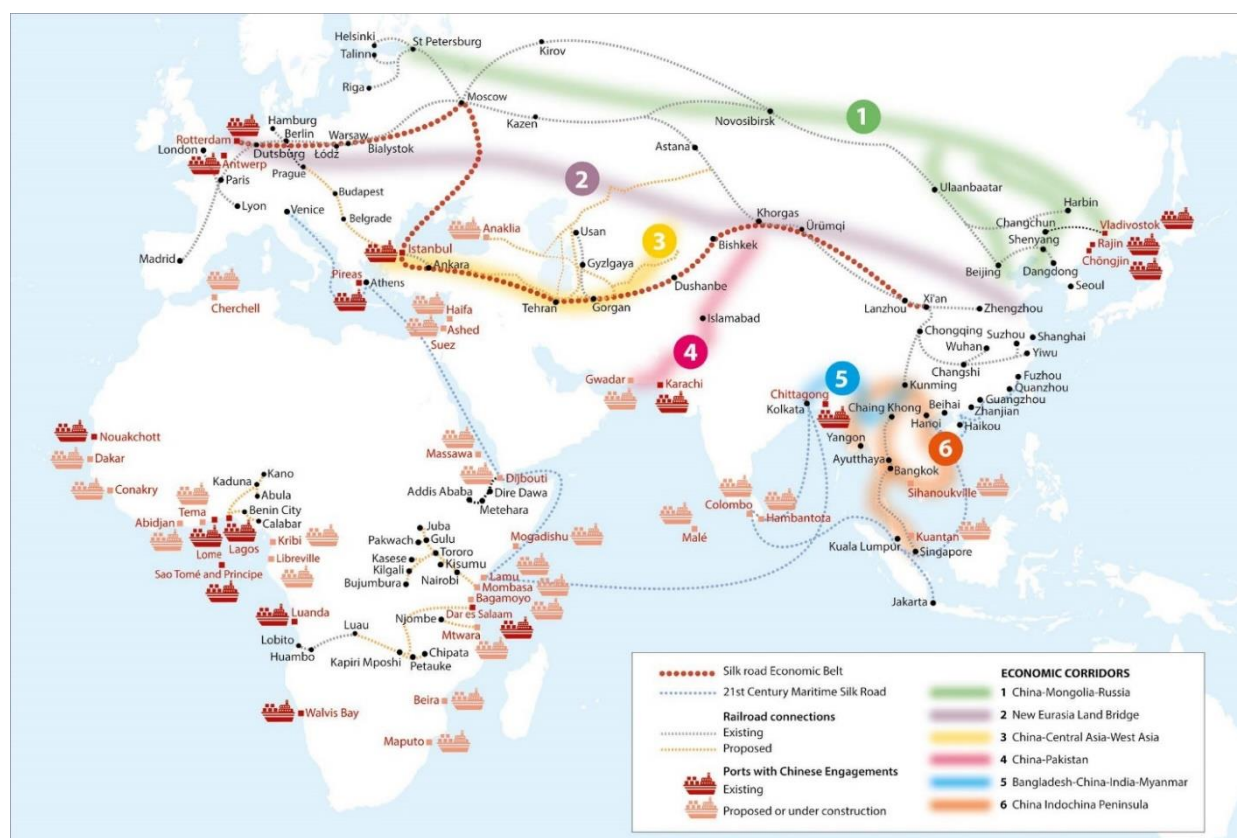 Helsinki
St Petersburg
Talinn
Riga
Kirov
Moscow
Kazen
Novosibirsk
1
Astana
Hamburg
Rotterdam
Berlin
London
Warsaw
Dutsburg
Łódź
Bialystok
Antwerp
Prague
Paris
2
Ulaanbaatar
Harbin
Budapest
Lyon
Venice
Belgrade
Khorgas
Ürümqi
Changchun
Vladivostok
Anaklia
Usan
3
Bishkek
Shenyang
Rajin
Istanbul
Madrid
Ankara
Gyzlgaya
Beijing
Dangdong
Chõngjin
Pireas
Athens
Dushanbe
Seoul
Cherchell
Tehran
Gorgan
Lanzhou
Xi'an
Zhengzhou
Haifa
Islamabad
Ashed
Suez
Chongqing
Suzhou
Shanghai
Wuhan
Yiwu
4
Changshi
Gwadar
Karachi
5
Kunming
Fuzhou
Quanzhou
Chittagong
Kolkata
Chaing Khong
Beihai
Guangzhou
Zhanjian
Hanoi
Haikou
Nouakchott
Yangon
6
Dakar
Massawa
Ayutthaya
Bangkok
Kano
Kaduna
Djibouti
Conakry
Abula
Addis Ababa
Dire Dawa
Sihanoukville
Metehara
Colombo
Tema
Benin City
Hambantota
Abidjan
Calabar
Juba
Kribi
Pakwach
Gulu
Mogadishu
Malé
Kuantan
Lome
Lagos
Tororo
Kuala Lumpur
Singapore
Libreville
Kasese
Kisumu
Sao Tomé and Principe
Kilgali
Lamu
Bujumbura
Nairobi
Mombasa
Bagamoyo
Jakarta
Luanda
Dar es Salaam
Njombe
Luau
Mtwara
Lobito
Huambo
Chipata
Kapiri Mposhi
Petauke
Beira
Walvis Bay
Maputo
Silk road Economic Belt
21st Century Maritime Silk Road
Railroad connections
Existing
Proposed
Ports with Chinese Engagements
Existing
Proposed or under construction
ECONOMIC CORRIDORS
1 China-Mongolia-Russia
2 New Eurasia Land Bridge
3 China-Central Asia-West Asia
4 China-Pakistan
5 Bangladesh-China-India-Myanmar
6 China Indochina Peninsula